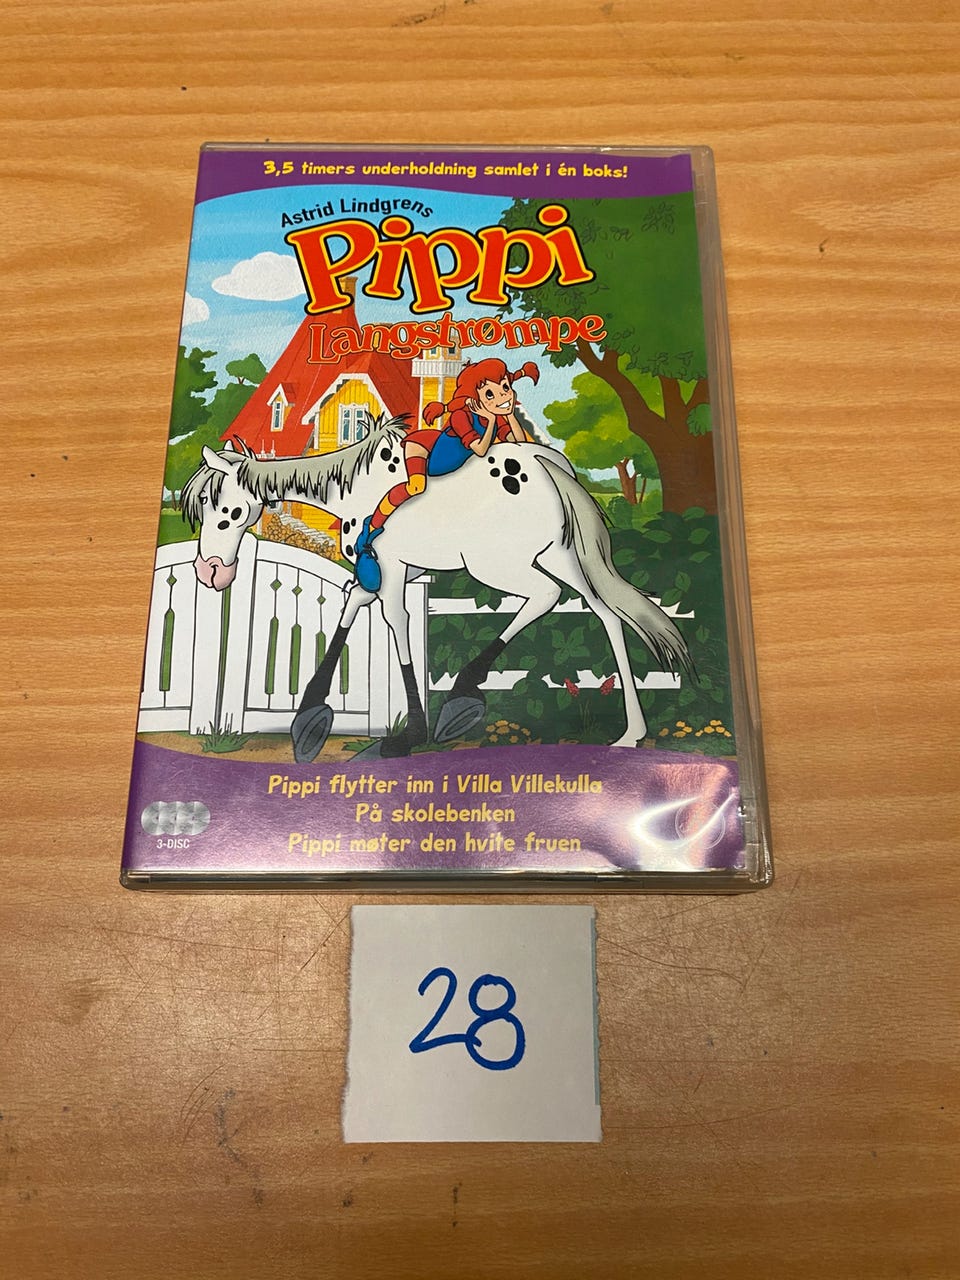 3,5 timers underholdning samlet i én boks!
Astrid Lindgrens
Pippi
Langstrømpe
Pippi flytter inn i Villa Villekulla
På skolebenken
Pippi møter den hvite fruen
3-DISC
28